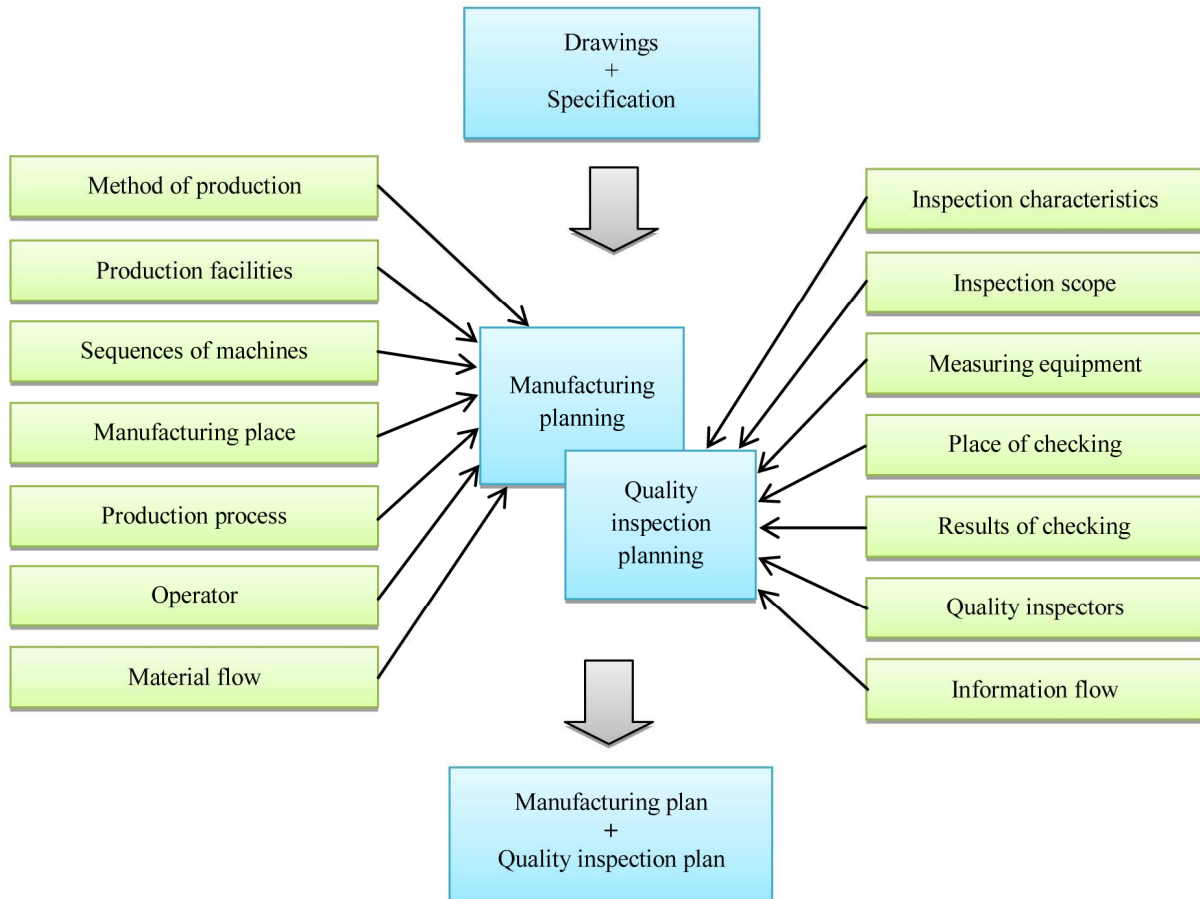 Drawings
+
Specification
Method of production
Production facilities
Sequences of machines
Manufacturing place
Production process
Operator
Material flow
Manufacturing
planning
Quality
inspection
planning
Inspection characteristics
Inspection scope
Measuring equipment
Place of checking
Results of checking
Quality inspectors
Information flow
Manufacturing plan
+
Quality inspection plan